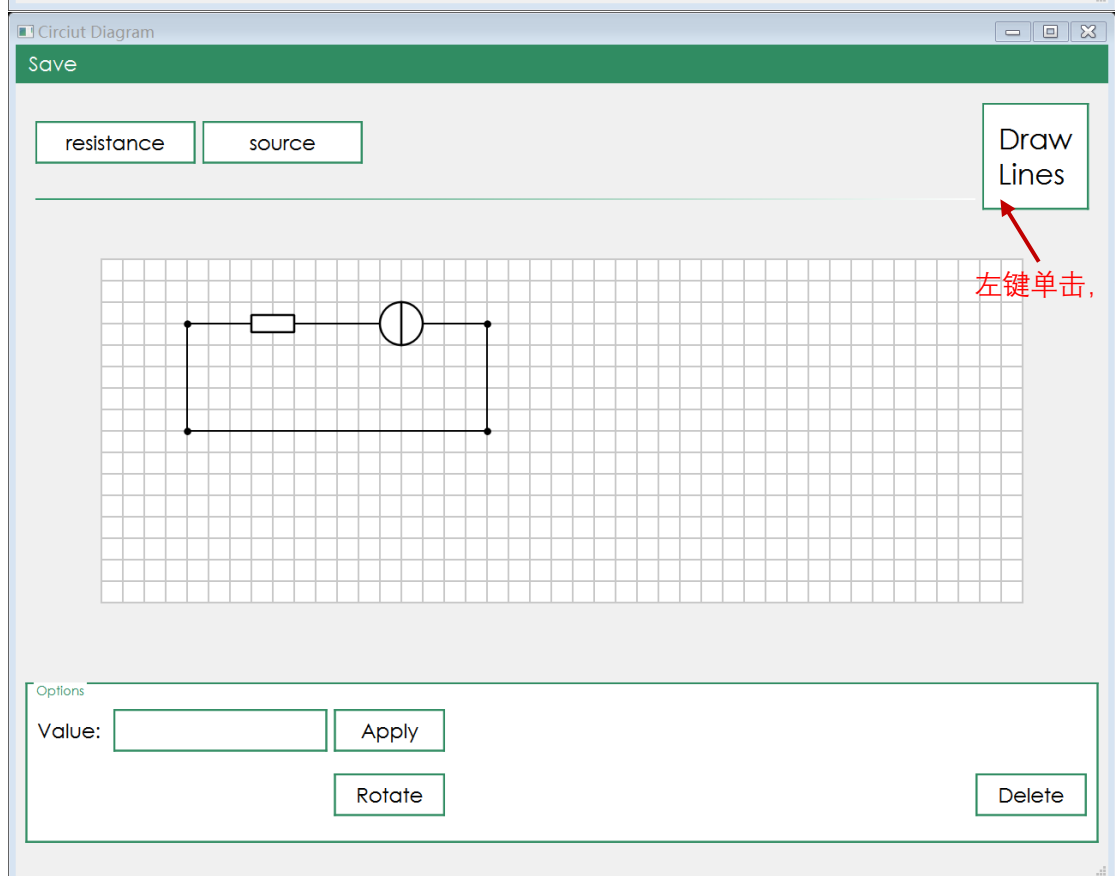 Circiut Diagram
Save
resistance
source
Draw
Lines
左键单击,
Options
Value:
Apply
Rotate
Delete